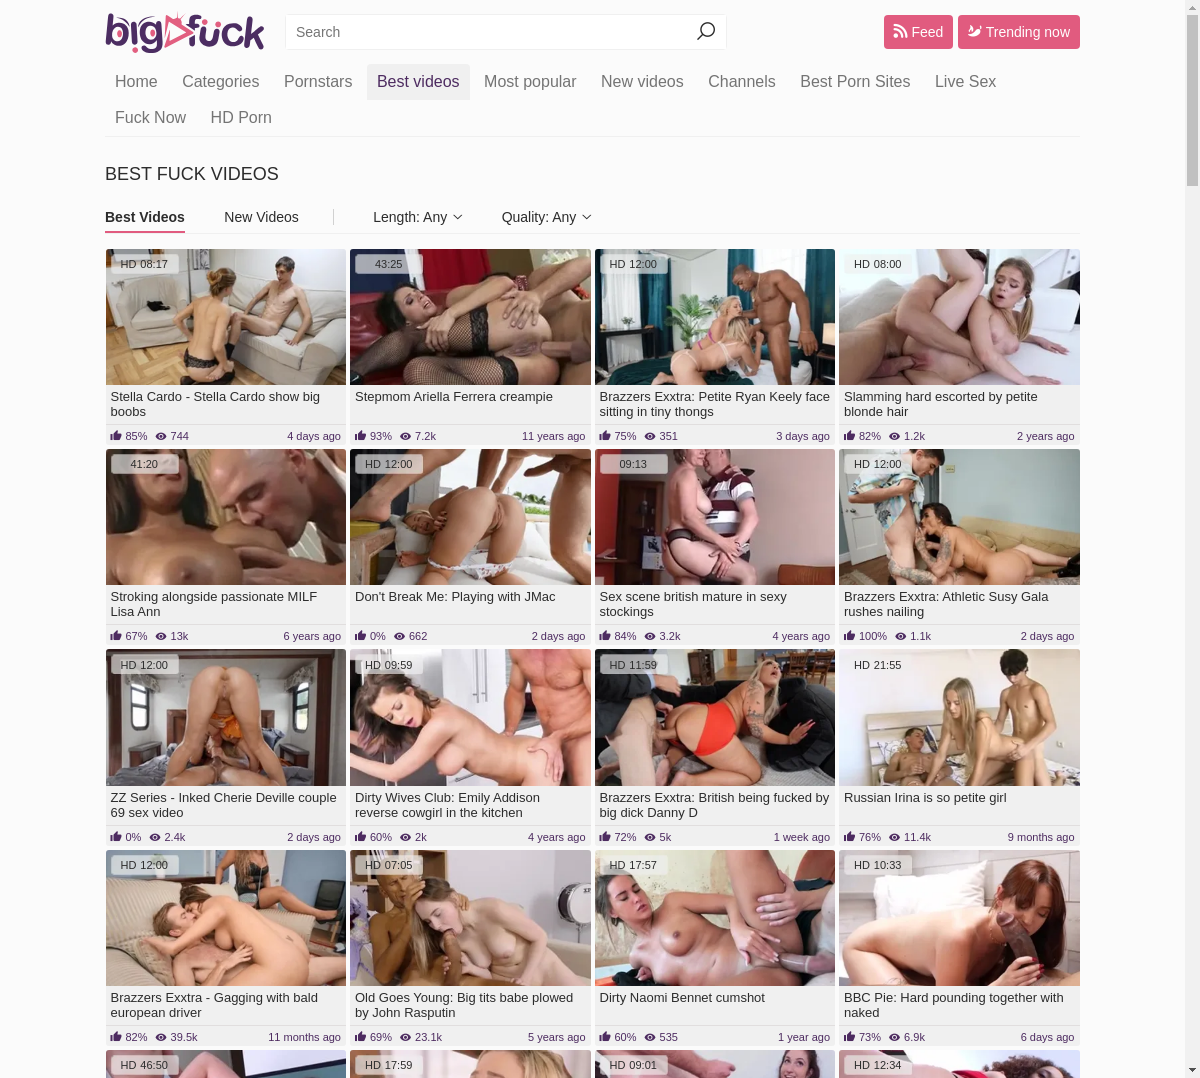 bigfuck
Search
Feed
Trending now
Home Categories Pornstars Best videos Most popular New videos Channels Best Porn Sites Live Sex
Fuck Now HD Porn
BEST FUCK VIDEOS
Best Videos New Videos Length: Any Quality: Any
HD 08:17
Stella Cardo - Stella Cardo show big
boobs
85% 744 4 days ago
43:25
Stepmom Ariella Ferrera creampie
93% 7.2k 11 years ago
HD 12:00
Brazzers Exxtra: Petite Ryan Keely face
sitting in tiny thongs
75% 351 3 days ago
HD 08:00
Slamming hard escorted by petite
blonde hair
82% 1.2k 2 years ago
41:20
Stroking alongside passionate MILF
Lisa Ann
67% 13k 6 years ago
HD 12:00
Don't Break Me: Playing with JMac
0% 662 2 days ago
09:13
Sex scene british mature in sexy
stockings
84% 3.2k 4 years ago
HD 12:00
Brazzers Exxtra: Athletic Susy Gala
rushes nailing
100% 1.1k 2 days ago
HD 12:00
ZZ Series - Inked Cherie Deville couple
69 sex video
0% 2.4k 2 days ago
HD 09:59
Dirty Wives Club: Emily Addison
reverse cowgirl in the kitchen
60% 2k 4 years ago
HD 11:59
Brazzers Exxtra: British being fucked by
big dick Danny D
72% 5k 1 week ago
HD 21:55
Russian Irina is so petite girl
76% 11.4k 9 months ago
HD 12:00
Brazzers Exxtra - Gagging with bald
european driver
82% 39.5k 11 months ago
HD 07:05
Old Goes Young: Big tits babe plowed
by John Rasputin
69% 23.1k 5 years ago
HD 17:57
Dirty Naomi Bennet cumshot
60% 535 1 year ago
HD 10:33
BBC Pie: Hard pounding together with
naked
73% 6.9k 6 days ago
HD 46:50
HD 17:59
HD 09:01
HD 12:34